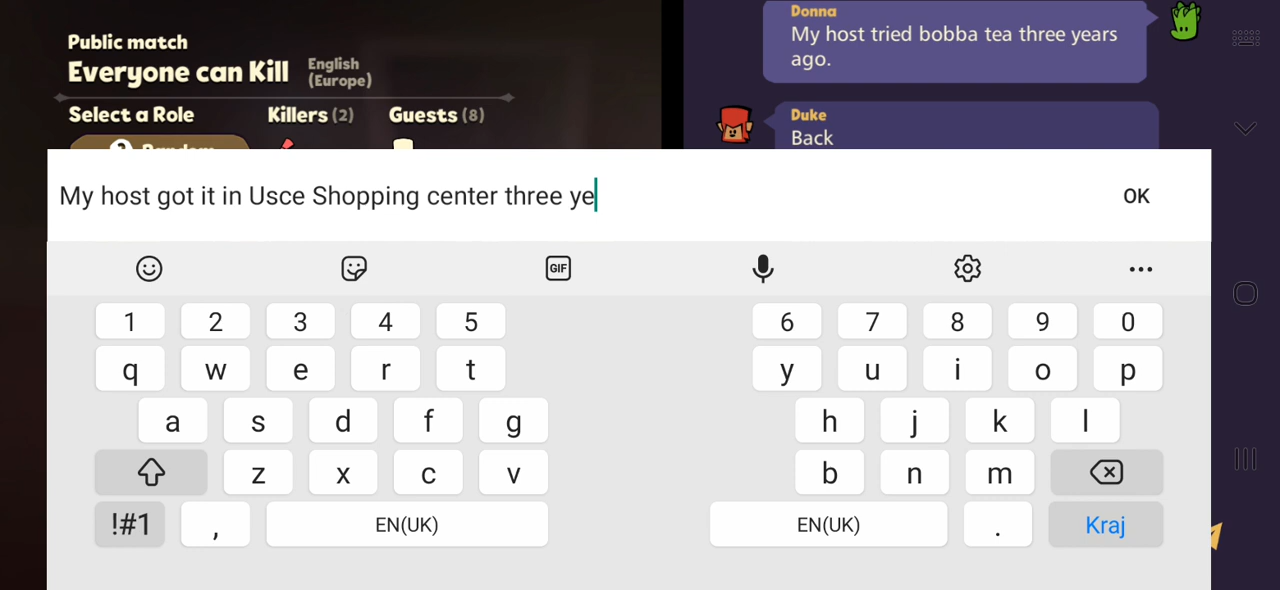 Public match
Everyone can Kill
English
(Europe)
Select a Role
Killers (2)
Guests (8)
Random
Donna
My host tried bobba tea three years
ago.
Duke
Back
My host got it in Usce Shopping center three ye
OK
GIF
1 2 3 4 5 6 7 8 9 0
q w e r t y u i o p
a s d f g h j k l
z x c v b n m
!#1 , EN(UK) EN(UK) . Kraj